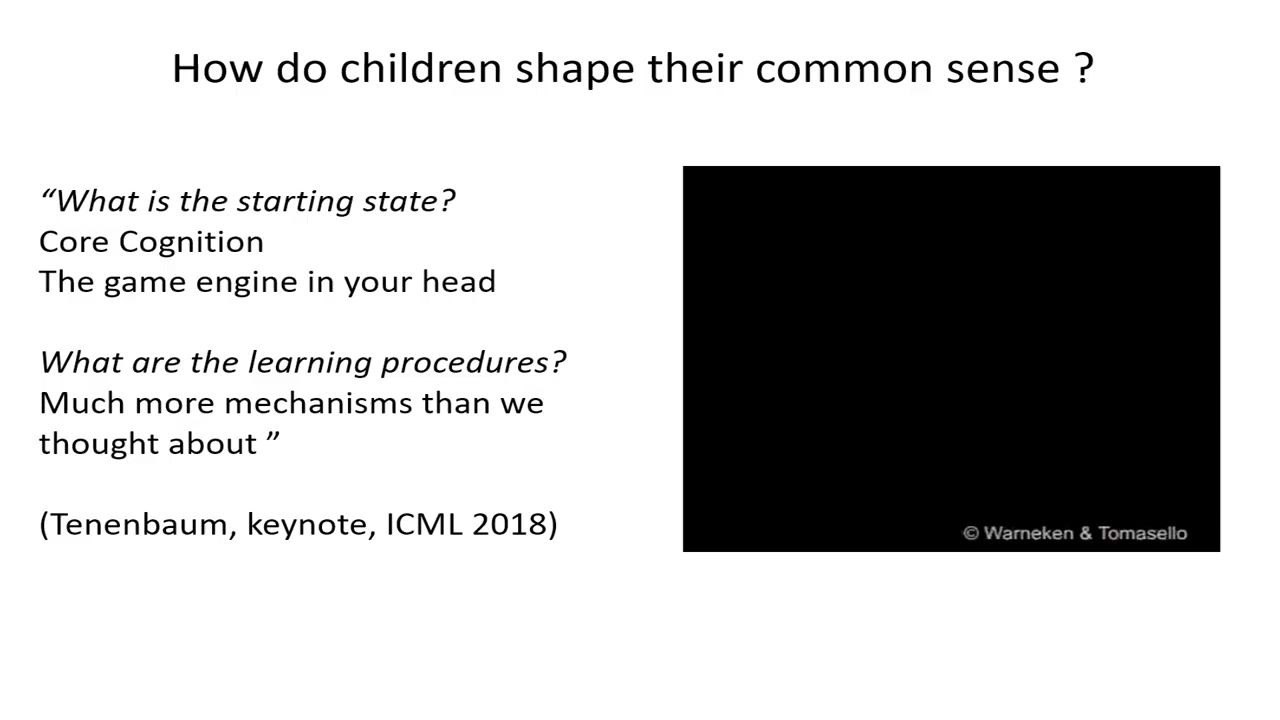 How do children shape their common sense ?
“What is the starting state?
Core Cognition
The game engine in your head
What are the learning procedures?
Much more mechanisms than we
thought about ”
(Tenenbaum, keynote, ICML 2018)
© Warneken & Tomasello